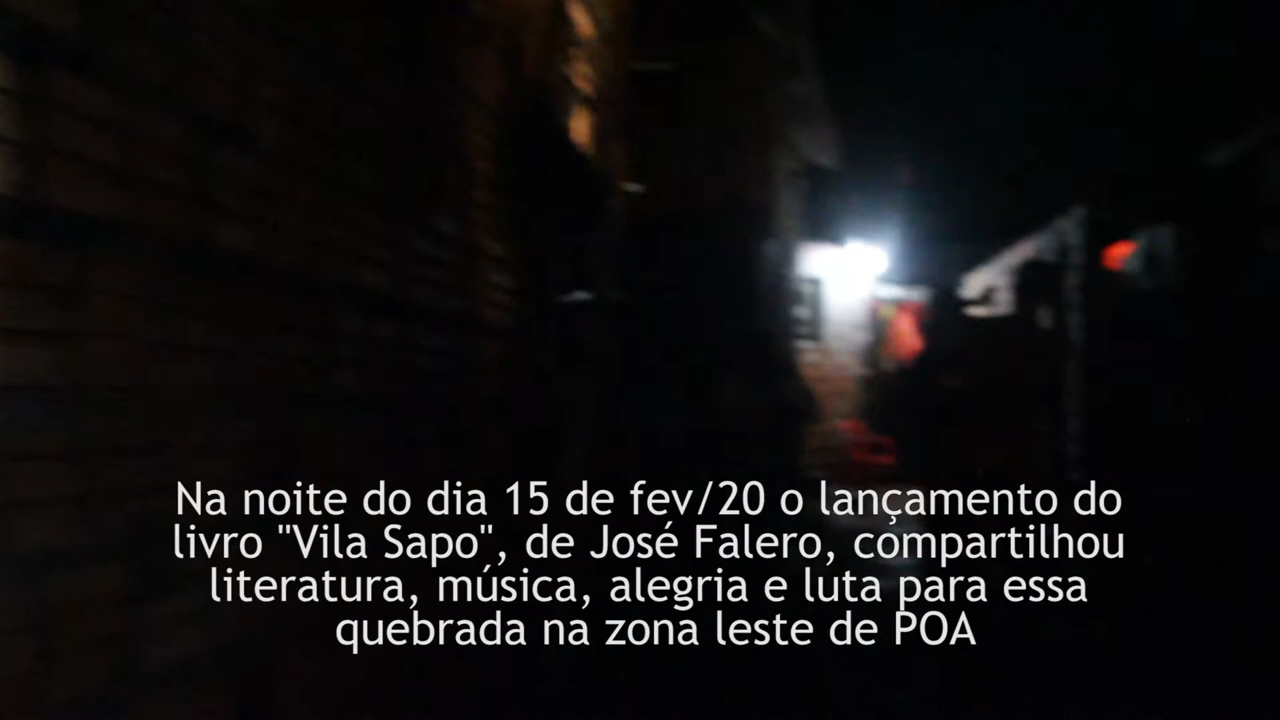 Na noite do dia 15 de fev/20 o lançamento do
livro "Vila Sapo", de José Falero, compartilhou
literatura, música, alegria e luta para essa
quebrada na zona leste de POA